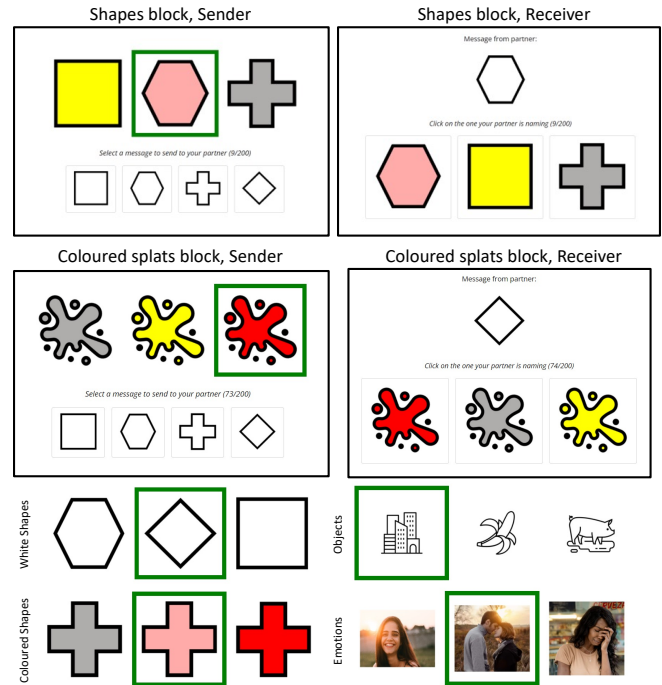 Shapes block, Sender
Select a message to send to your partner (9/200)
Shapes block, Receiver
Message from partner:
Click on the one your partner is naming (9/200)
Coloured splats block, Sender
Select a message to send to your partner (73/200)
Coloured splats block, Receiver
Message from partner:
Click on the one your partner is naming (74/200)
White Shapes
Objects
Coloured Shapes
Emotions